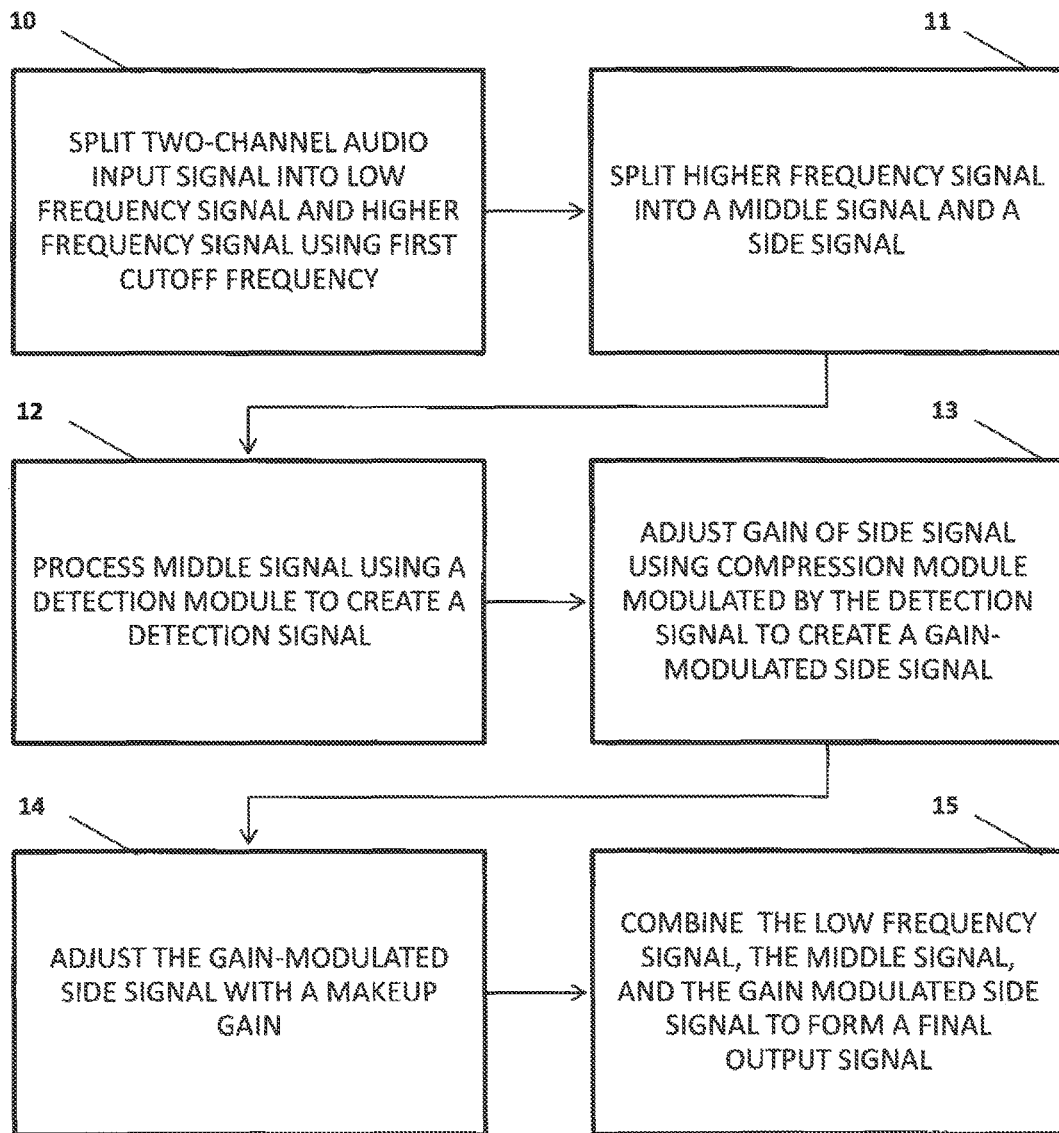 10
11
SPLIT TWO-CHANNEL AUDIO
INPUT SIGNAL INTO LOW
FREQUENCY SIGNAL AND HIGHER
FREQUENCY SIGNAL USING FIRST
CUTOFF FREQUENCY
SPLIT HIGHER FREQUENCY SIGNAL
INTO A MIDDLE SIGNAL AND A
SIDE SIGNAL
12
13
PROCESS MIDDLE SIGNAL USING A
DETECTION MODULE TO CREATE A
DETECTION SIGNAL
ADJUST GAIN OF SIDE SIGNAL
USING COMPRESSION MODULE
MODULATED BY THE DETECTION
SIGNAL TO CREATE A GAIN-
MODULATED SIDE SIGNAL
14
15
ADJUST THE GAIN-MODULATED
SIDE SIGNAL WITH A MAKEUP
GAIN
COMBINE THE LOW FREQUENCY
SIGNAL, THE MIDDLE SIGNAL,
AND THE GAIN MODULATED SIDE
SIGNAL TO FORM A FINAL
OUTPUT SIGNAL